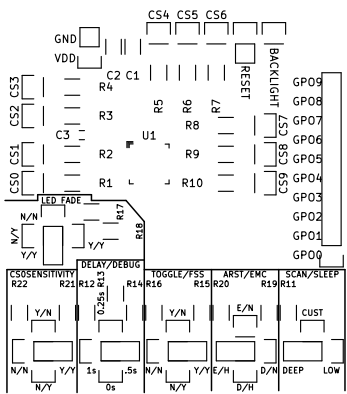 CS4 CS5 CS6
GND
VDD
C2 C1
RESET
BACKLIGHT
CS3
CS2
CS1
CS0
R4
R3
C3
R2
R1
U1
R5
R6
R7
R8
R9
R10
CS7
CS8
CS9
GPO9
GPO8
GPO7
GPO6
GPO5
GPO4
GPO3
GPO2
GPO1
GPO0
LED FADE
N/N
N/Y
Y/Y
Y/Y
R17
R18
CS0SENSITIVITY
R22 R21
Y/N
N/N Y/Y
N/Y
DELAY/DEBUG
R12 R13 R14
0.25s
1s .5s
0s
TOGGLE/FSS
R16 R15
Y/N
N/N Y/Y
N/Y
ARST/EMC
R20 R19
E/N
E/H D/N
D/H
SCAN/SLEEP
R11
CUST
DEEP LOW